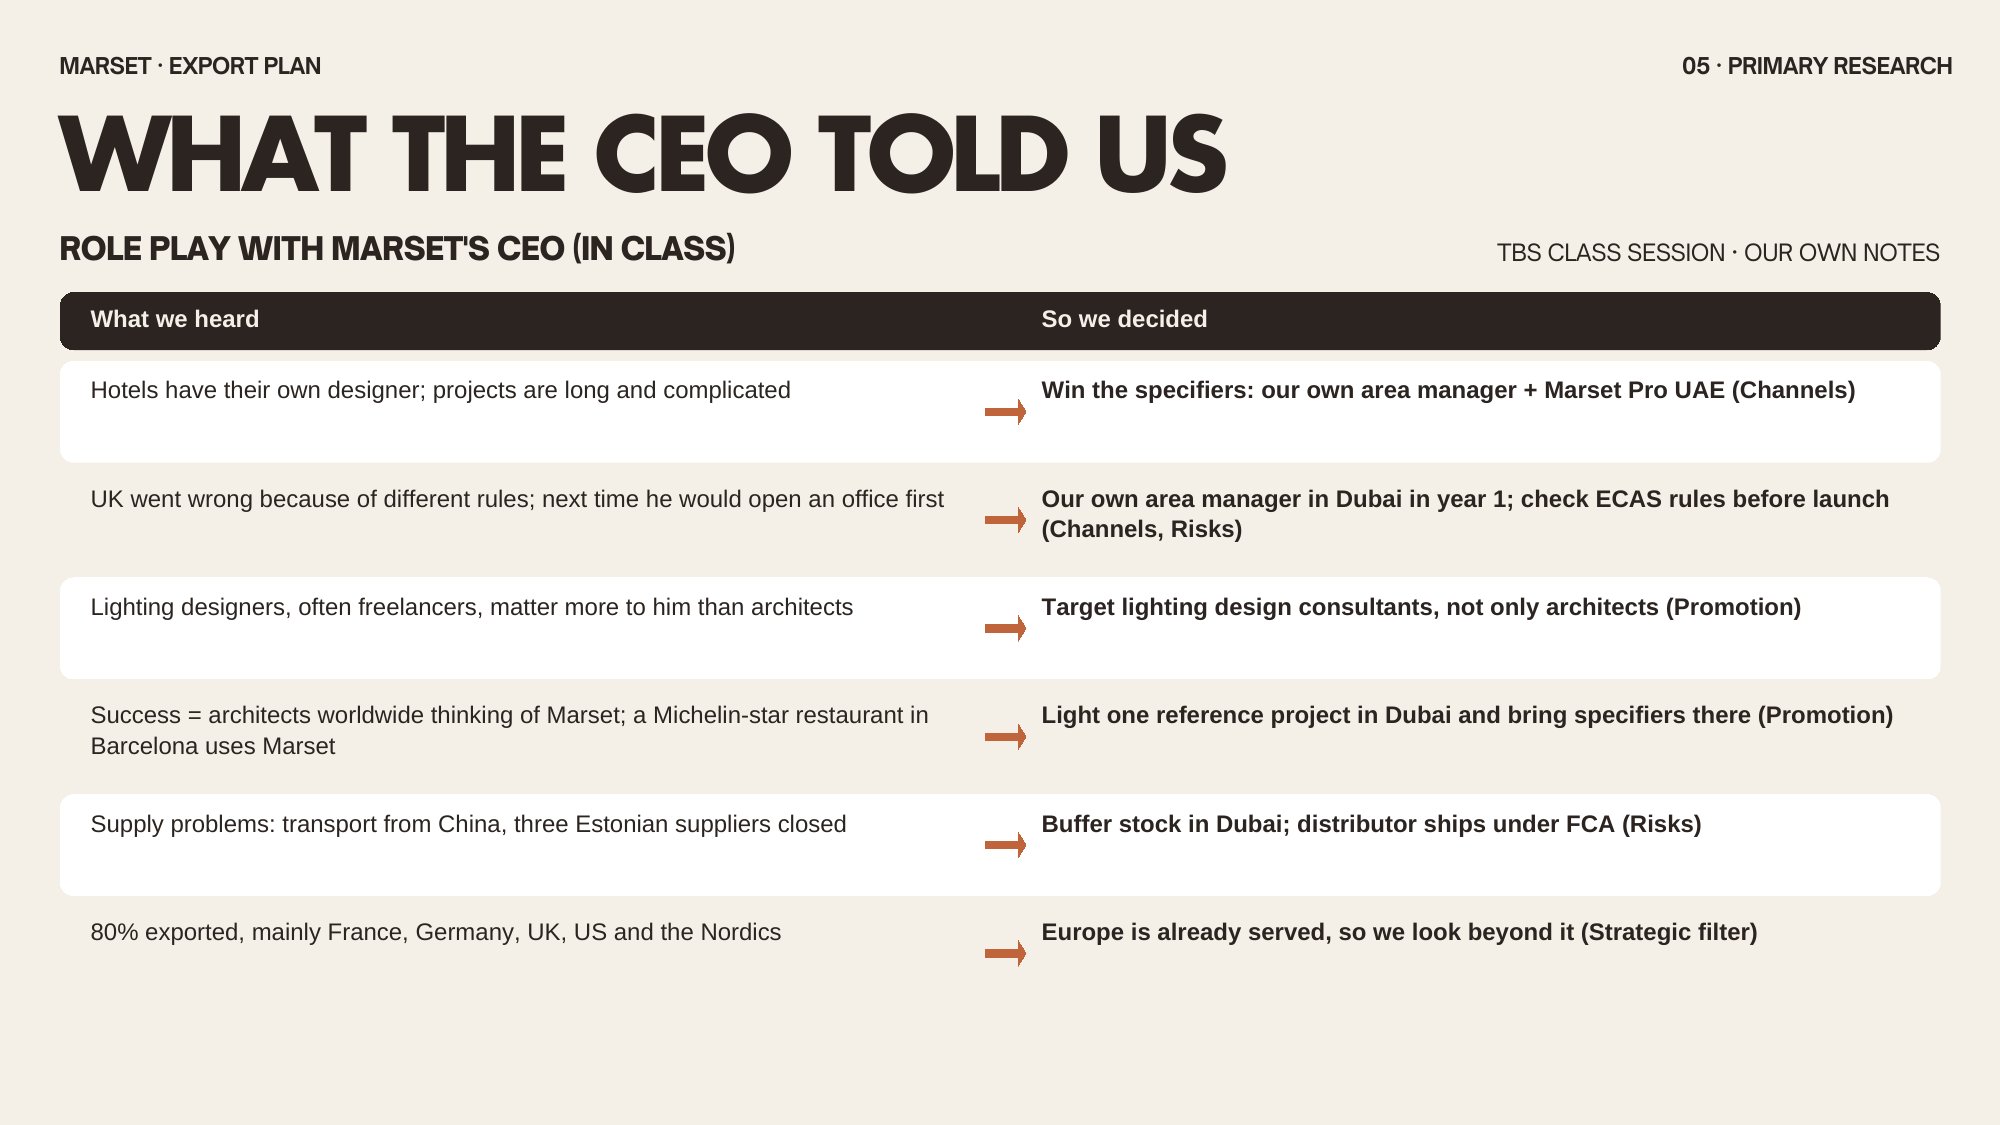 MARSET · EXPORT PLAN
05 · PRIMARY RESEARCH
WHAT THE CEO TOLD US
ROLE PLAY WITH MARSET'S CEO (IN CLASS)
TBS CLASS SESSION · OUR OWN NOTES
What we heard
So we decided
Hotels have their own designer; projects are long and complicated
Win the specifiers: our own area manager + Marset Pro UAE (Channels)
UK went wrong because of different rules; next time he would open an office first
Our own area manager in Dubai in year 1; check ECAS rules before launch
(Channels, Risks)
Lighting designers, often freelancers, matter more to him than architects
Target lighting design consultants, not only architects (Promotion)
Success = architects worldwide thinking of Marset; a Michelin-star restaurant in
Barcelona uses Marset
Light one reference project in Dubai and bring specifiers there (Promotion)
Supply problems: transport from China, three Estonian suppliers closed
Buffer stock in Dubai; distributor ships under FCA (Risks)
80% exported, mainly France, Germany, UK, US and the Nordics
Europe is already served, so we look beyond it (Strategic filter)